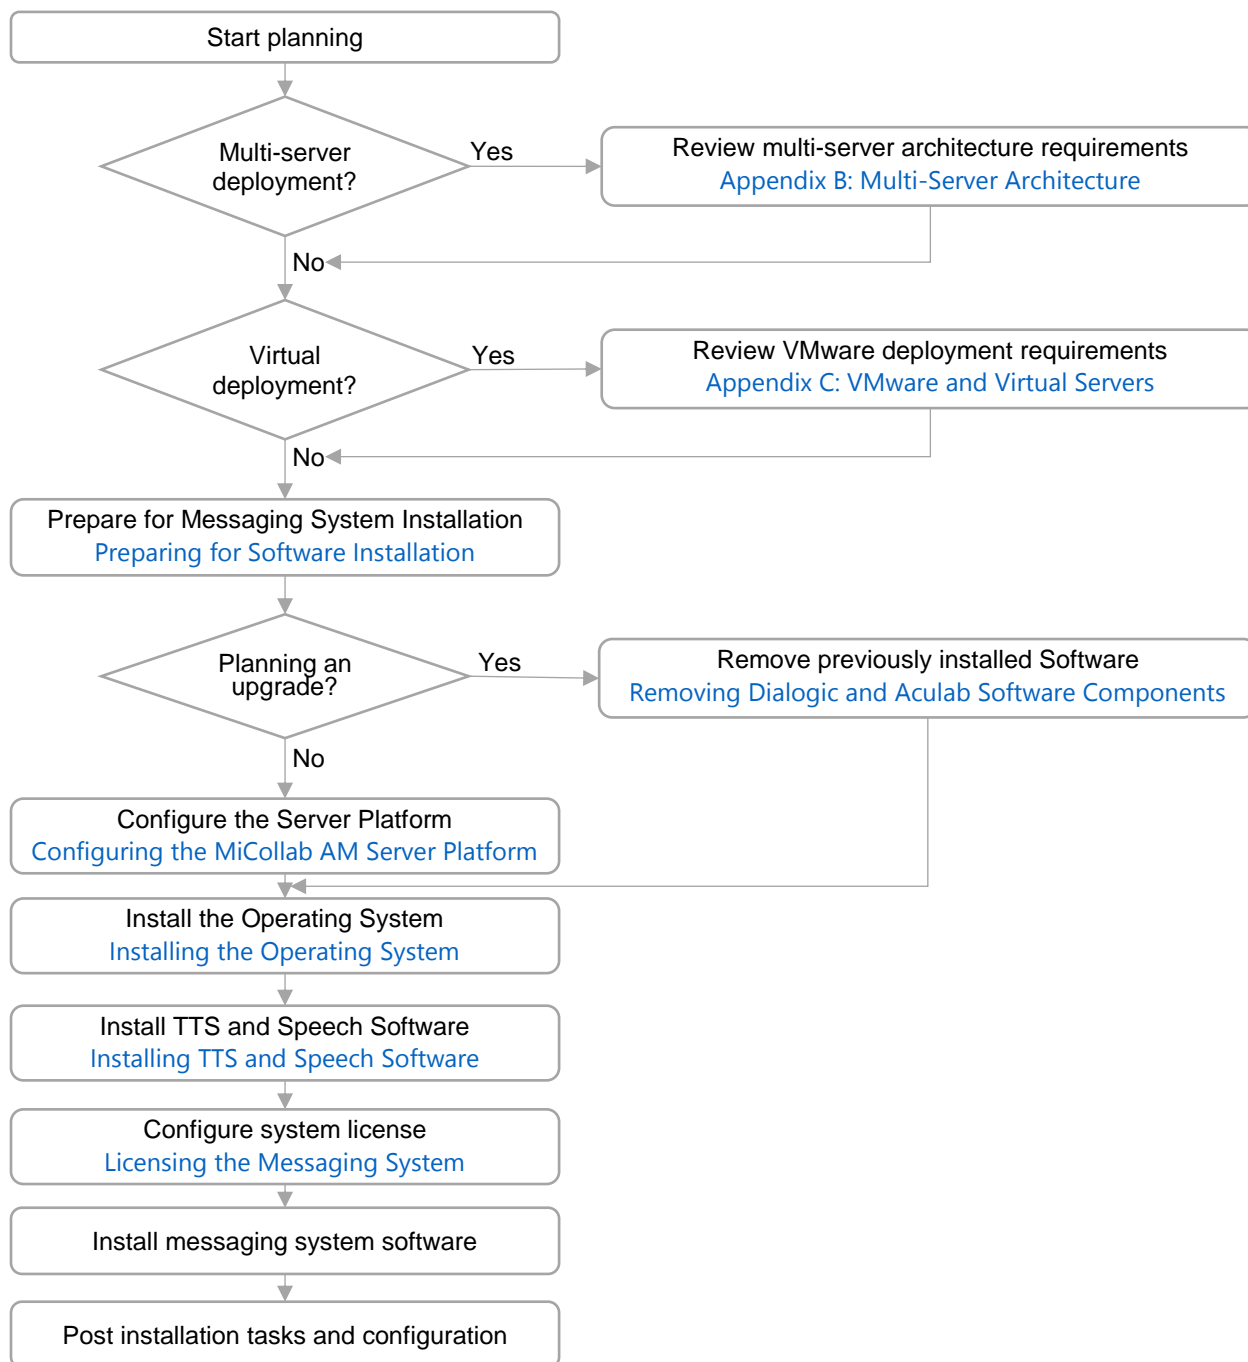 Start planning
Multi-server
deployment?
Yes
Review multi-server architecture requirements
Appendix B: Multi-Server Architecture
No
Virtual
deployment?
Yes
Review VMware deployment requirements
Appendix C: VMware and Virtual Servers
No
Prepare for Messaging System Installation
Preparing for Software Installation
Planning an
upgrade?
Yes
Remove previously installed Software
Removing Dialogic and Aculab Software Components
No
Configure the Server Platform
Configuring the MiCollab AM Server Platform
Install the Operating System
Installing the Operating System
Install TTS and Speech Software
Installing TTS and Speech Software
Configure system license
Licensing the Messaging System
Install messaging system software
Post installation tasks and configuration